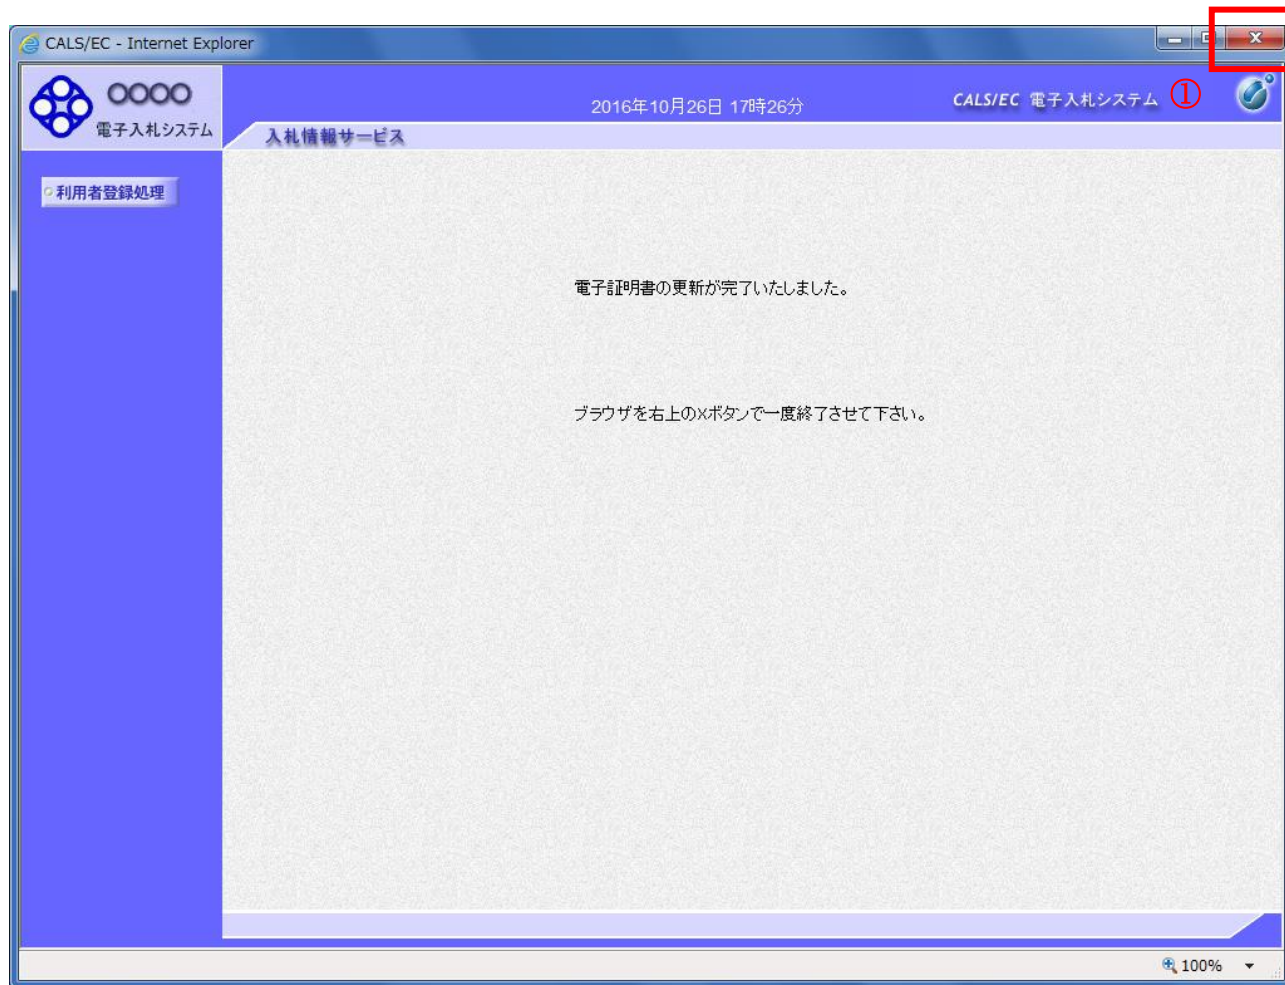 CALS/EC - Internet Explorer
〇〇〇〇
電子入札システム
2016年10月26日 17時26分
CALS/EC 電子入札システム ①
入札情報サービス
利用者登録処理
電子証明書の更新が完了いたしました。
ブラウザを右上の×ボタンで一度終了させて下さい。
100%